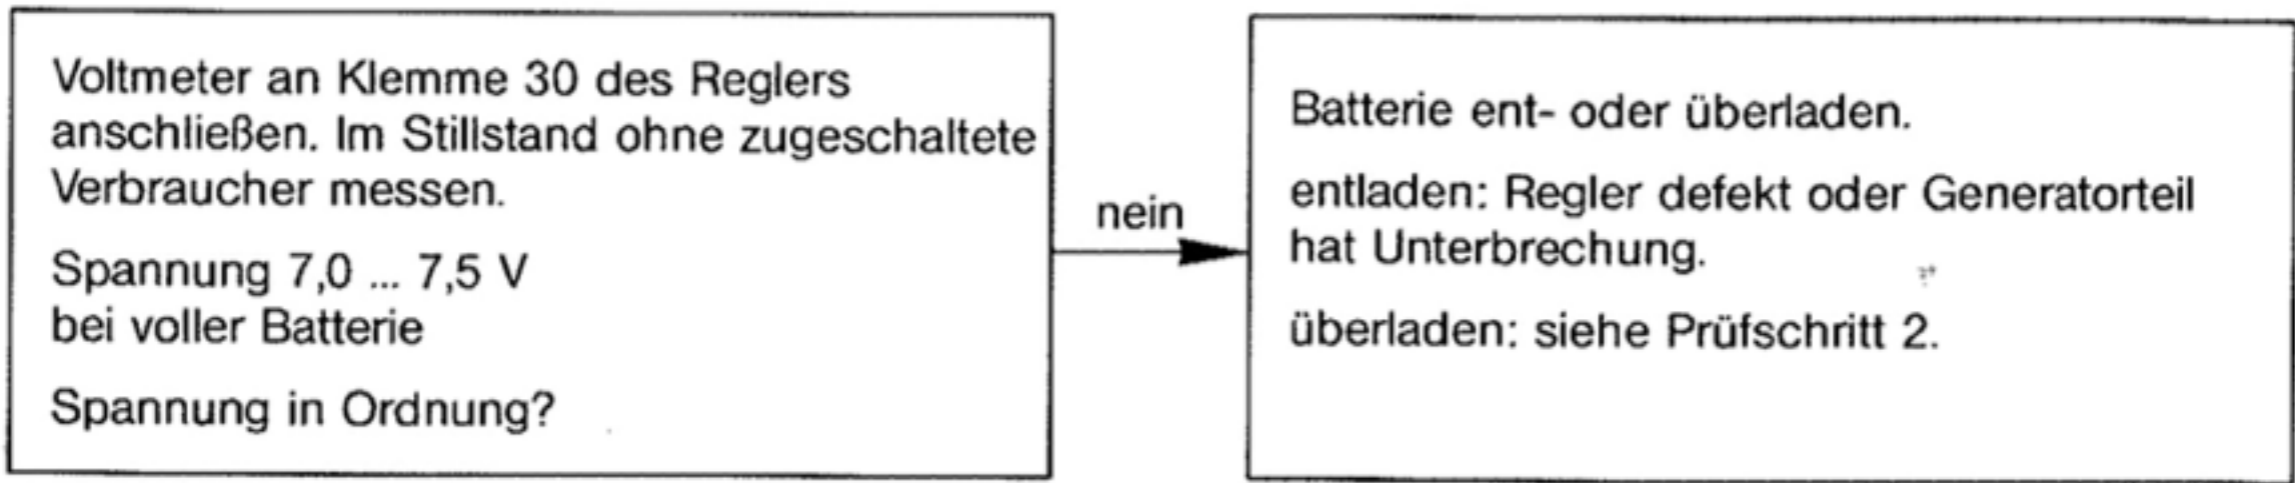 Voltmeter an Klemme 30 des Reglers
anschließen. Im Stillstand ohne zugeschaltete
Verbraucher messen.
Spannung 7,0 ... 7,5 V
bei voller Batterie
Spannung in Ordnung?
nein
Batterie ent- oder überladen.
entladen: Regler defekt oder Generatorteil
hat Unterbrechung.
überladen: siehe Prüfschritt 2.